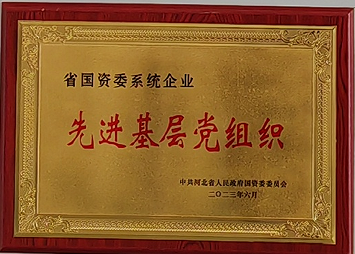 省国资委系统企业
先进基层党组织
中共河北省人民政府国资委委员会
二〇二三年六月